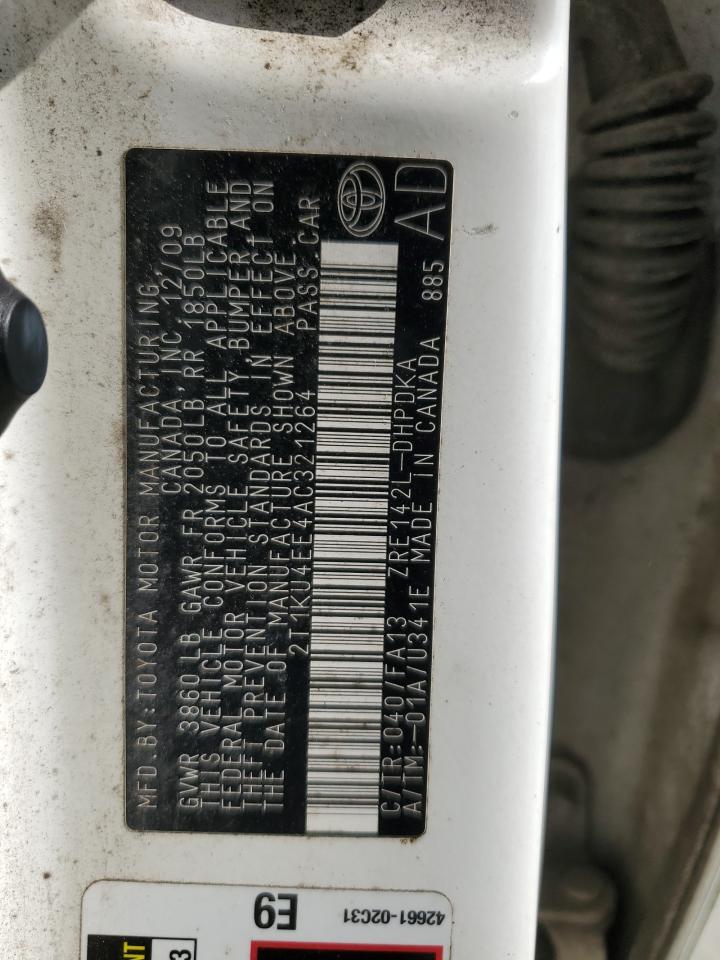 MFD BY:TOYOTA MOTOR MANUFACTURING,
CANADA, INC 12/09
GVWR 3860LB GAWR FR 2050LB RR 1850LB
THIS VEHICLE CONFORMS TO ALL APPLICABLE
FEDERAL MOTOR VEHICLE SAFETY,BUMPER,AND
THEFT PREVENTION STANDARDS IN EFFECT ON
THE DATE OF MANUFACTURE SHOWN ABOVE.
2T1KU4EE4AC321264 PASS.CAR
C/TR:040/FA13 ZRE142L-DHPDKA
A/TM:-01A/U341E MADE IN CANADA 885
AD
E9
42661-02C31
3